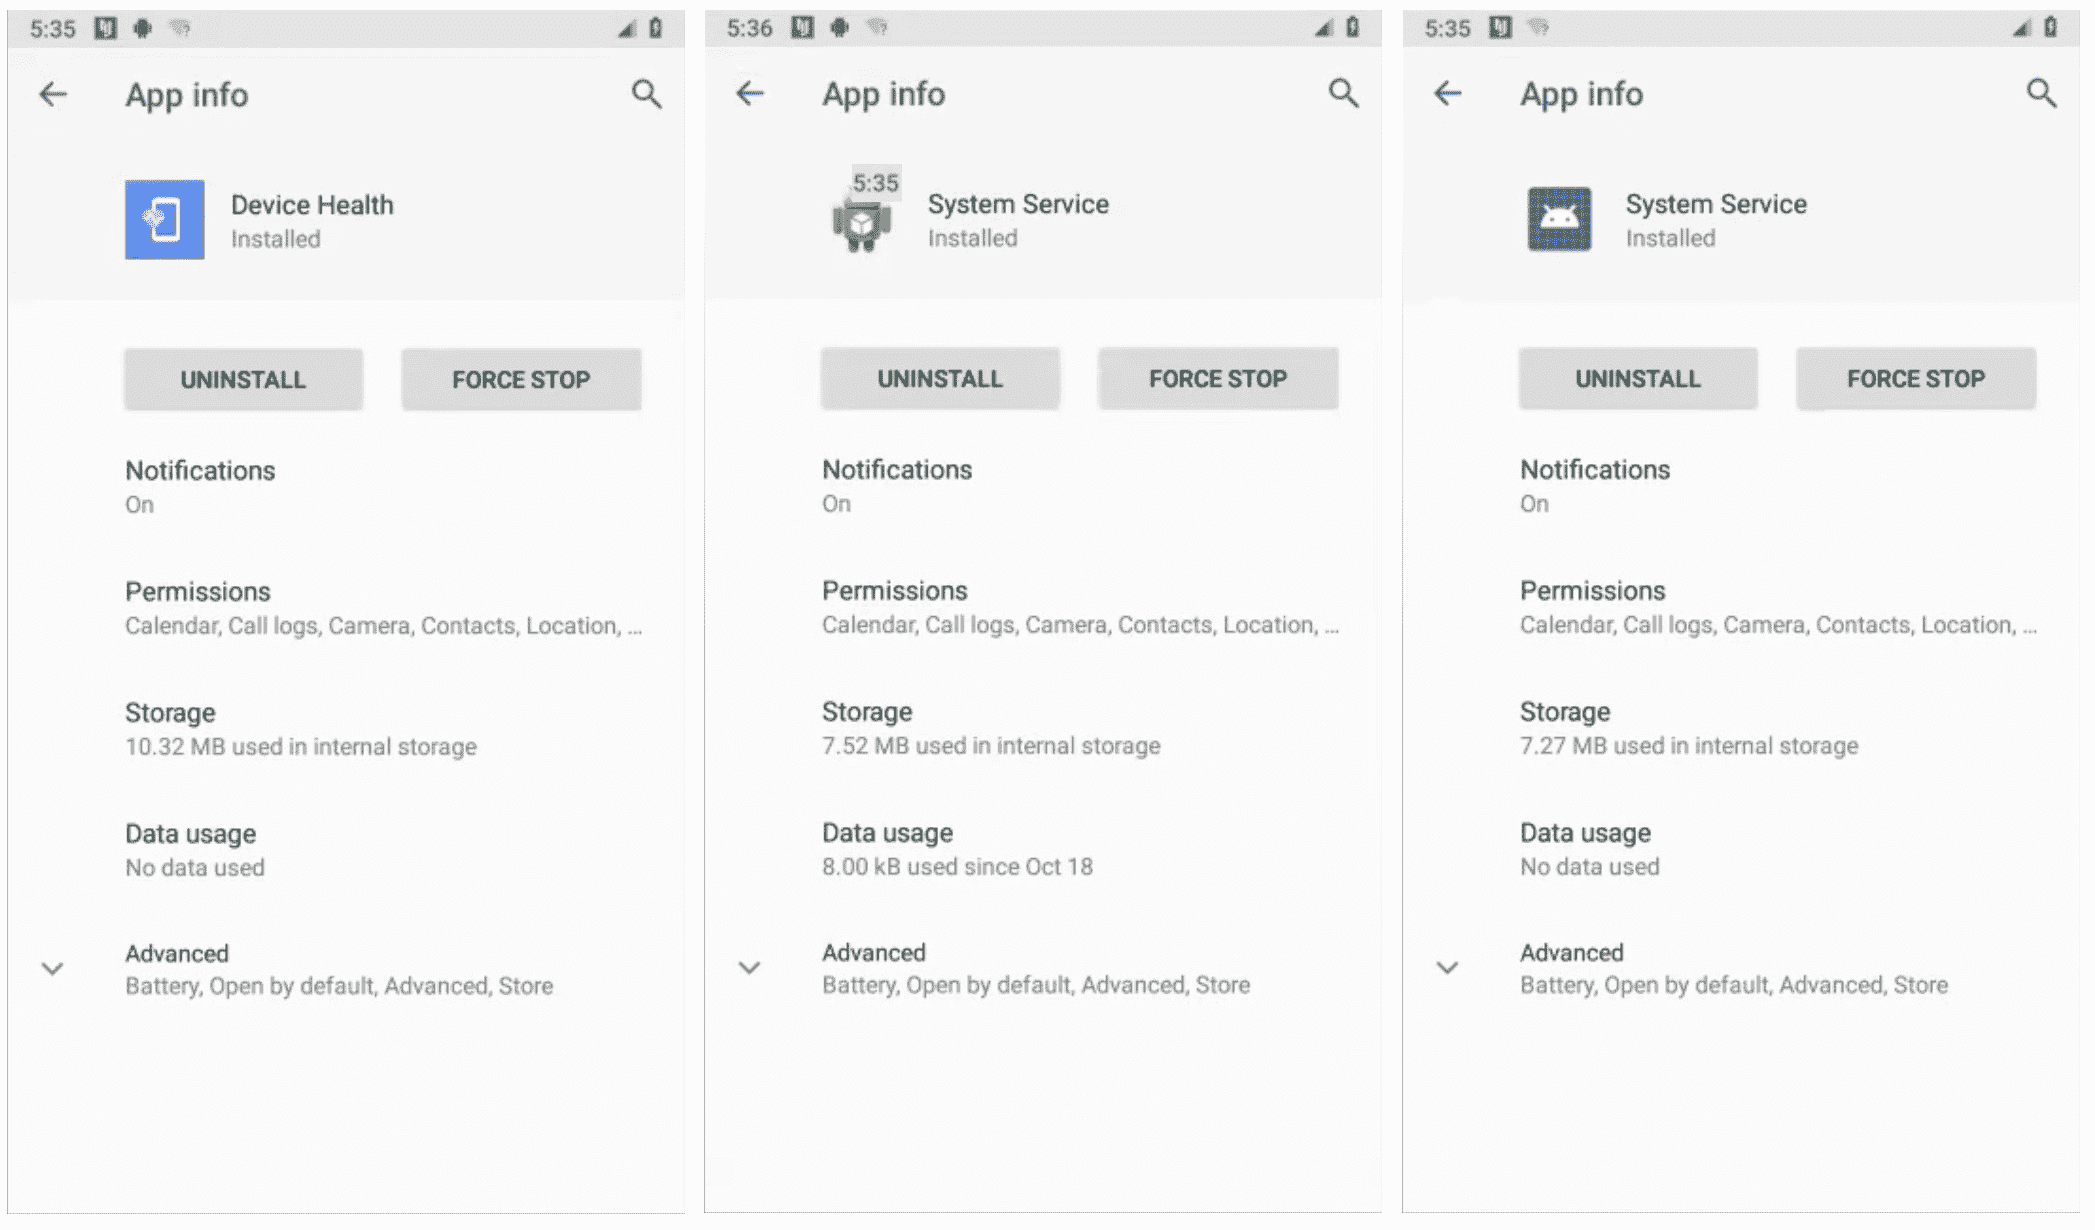 5:35
App info
Device Health
Installed
UNINSTALL
FORCE STOP
Notifications
On
Permissions
Calendar, Call logs, Camera, Contacts, Location, ...
Storage
10.32 MB used in internal storage
Data usage
No data used
Advanced
Battery, Open by default, Advanced, Store
5:36
App info
5:35
System Service
Installed
UNINSTALL
FORCE STOP
Notifications
On
Permissions
Calendar, Call logs, Camera, Contacts, Location, ...
Storage
7.52 MB used in internal storage
Data usage
8.00 kB used since Oct 18
Advanced
Battery, Open by default, Advanced, Store
5:35
App info
System Service
Installed
UNINSTALL
FORCE STOP
Notifications
On
Permissions
Calendar, Call logs, Camera, Contacts, Location, ...
Storage
7.27 MB used in internal storage
Data usage
No data used
Advanced
Battery, Open by default, Advanced, Store